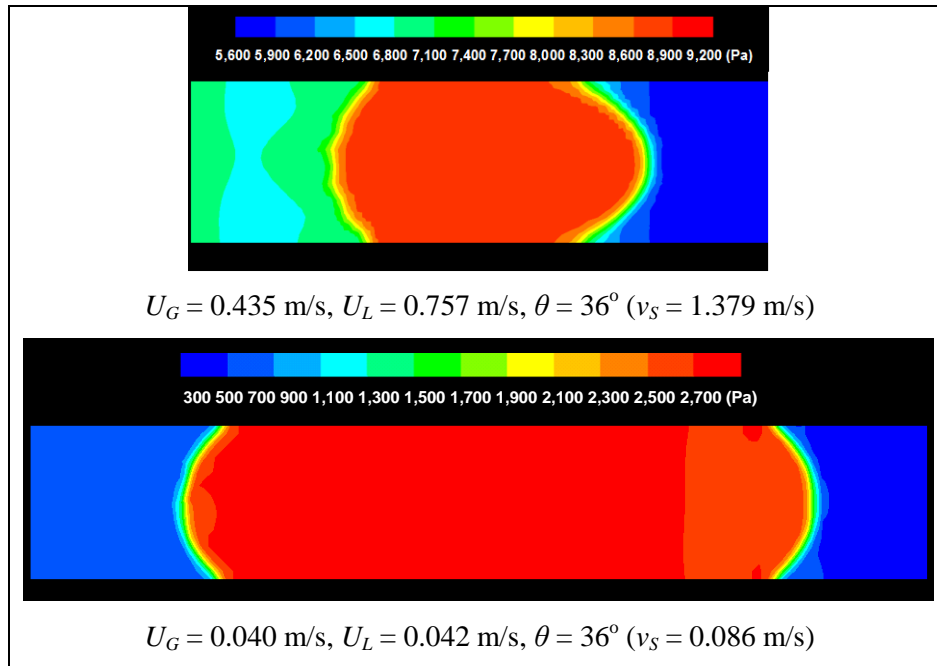 5,600 5,900 6,200 6,500 6,800 7,100 7,400 7,700 8,000 8,300 8,600 8,900 9,200 (Pa)
U_G = 0.435 m/s, U_L = 0.757 m/s, θ = 36° (v_S = 1.379 m/s)
300 500 700 900 1,100 1,300 1,500 1,700 1,900 2,100 2,300 2,500 2,700 (Pa)
U_G = 0.040 m/s, U_L = 0.042 m/s, θ = 36° (v_S = 0.086 m/s)